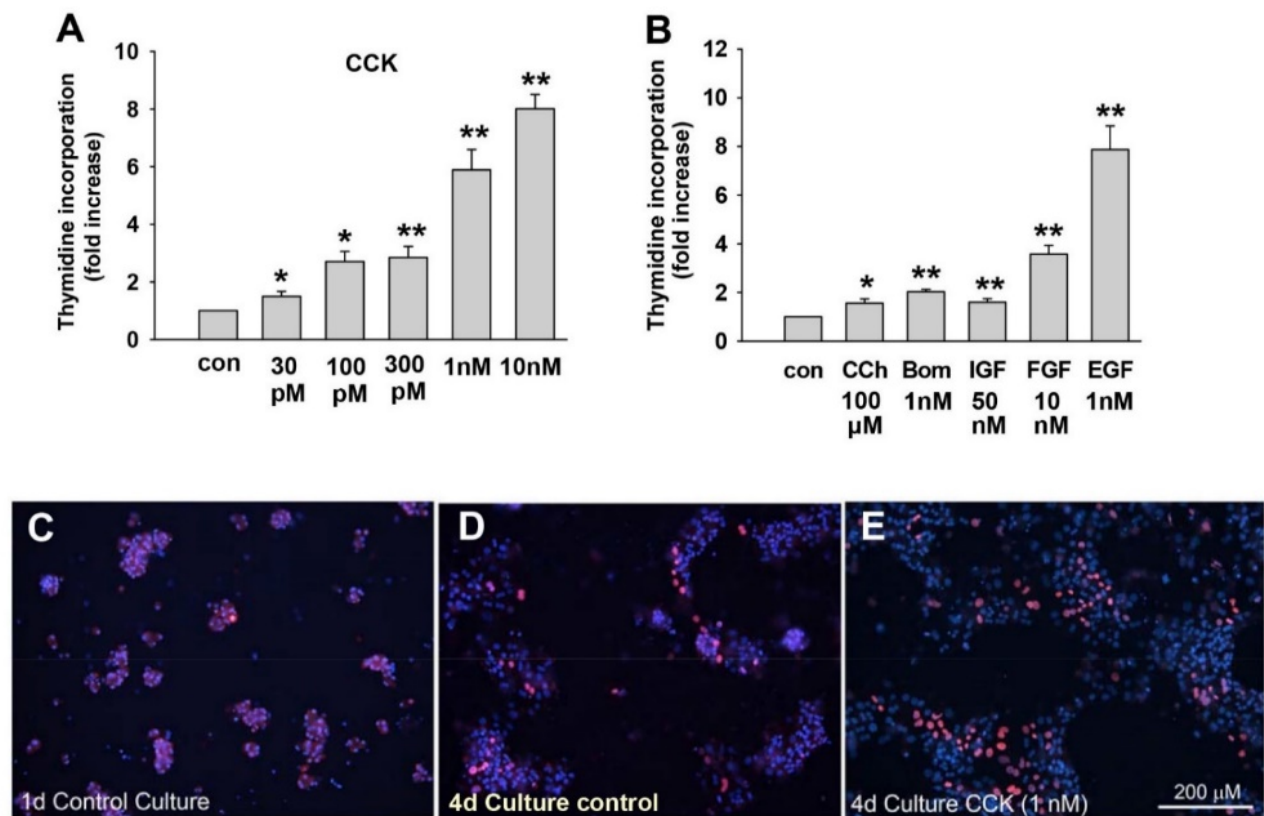 A
CCK
Thymidine incorporation
(fold increase)
10
8
6
4
2
0
*
*
**
**
**
con
30
pM
100
pM
300
pM
1nM
10nM
B
Thymidine incorporation
(fold increase)
12
10
8
6
4
2
0
*
**
**
**
**
con
CCh
100
µM
Bom
1nM
IGF
50
nM
FGF
10
nM
EGF
1nM
C
1d Control Culture
D
4d Culture control
E
4d Culture CCK (1 nM)
200 µM